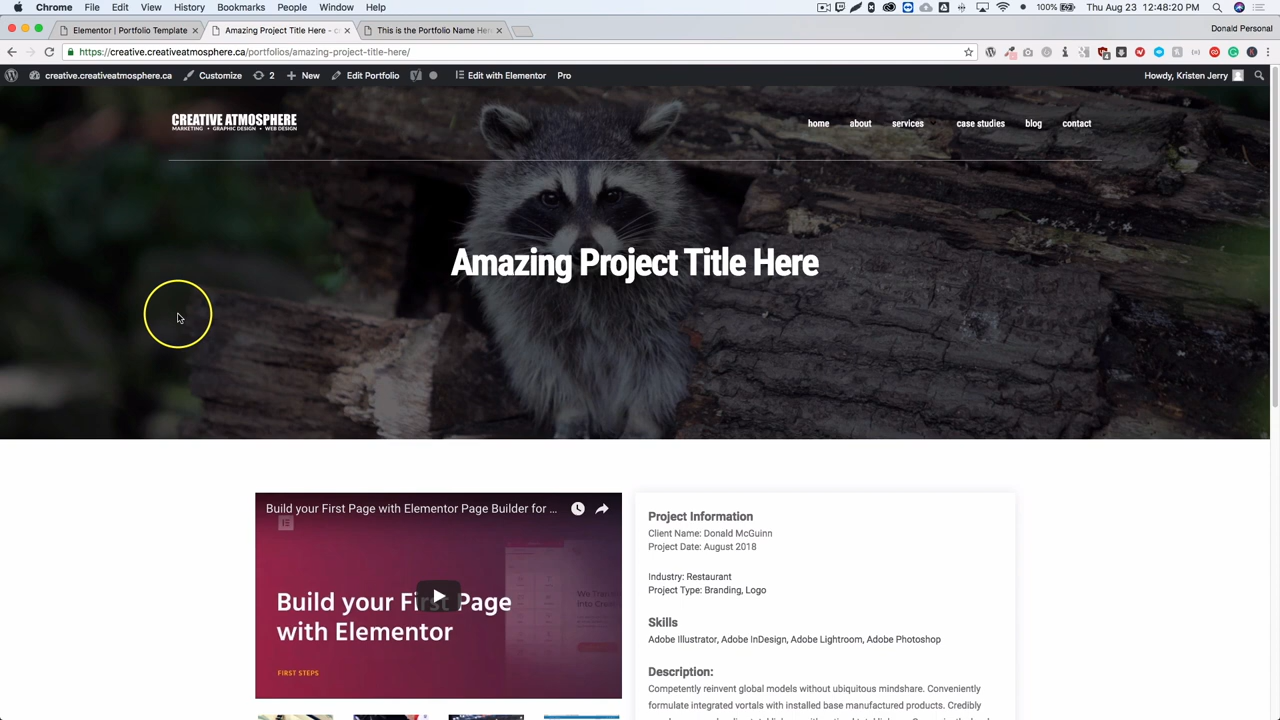 Chrome File Edit View History Bookmarks People Window Help 100% Thu Aug 23 12:48:20 PM
Elementor | Portfolio Template × Amazing Project Title Here - × This is the Portfolio Name Her × Donald Personal
https://creative.creativeatmosphere.ca/portfolios/amazing-project-title-here/
creative.creativeatmosphere.ca Customize 2 + New Edit Portfolio Edit with Elementor Pro Howdy, Kristen Jerry
CREATIVE ATMOSPHERE
MARKETING • GRAPHIC DESIGN • WEB DESIGN
home about services case studies blog contact
Amazing Project Title Here
Build your First Page with Elementor Page Builder for ...
Build your First Page
with Elementor
FIRST STEPS
Project Information
Client Name: Donald McGuinn
Project Date: August 2018
Industry: Restaurant
Project Type: Branding, Logo
Skills
Adobe Illustrator, Adobe InDesign, Adobe Lightroom, Adobe Photoshop
Description:
Competently reinvent global models without ubiquitous mindshare. Conveniently
formulate integrated vortals with installed base manufactured products. Credibly